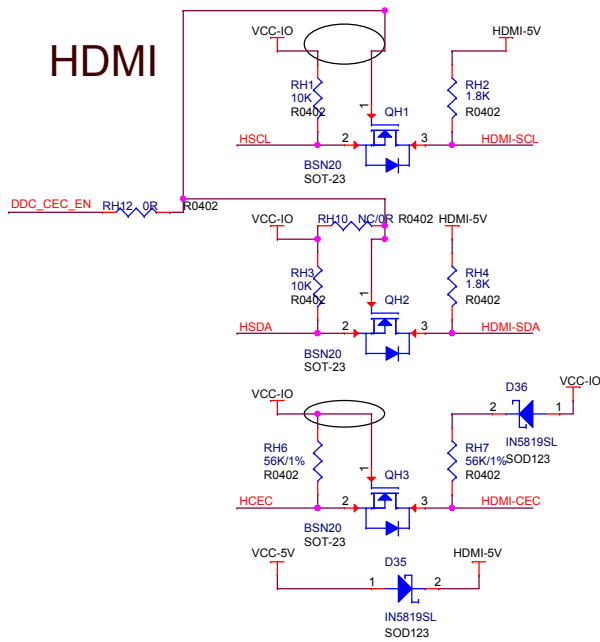 HDMI
VCC-IO
HDMI-5V
RH1
10K
R0402
1
QH1
RH2
1.8K
R0402
HSCL
2
3
HDMI-SCL
BSN20
SOT-23
DDC_CEC_EN
RH12 0R
R0402
VCC-IO
RH10 NC/0R R0402
HDMI-5V
RH3
10K
R0402
1
QH2
RH4
1.8K
R0402
HSDA
2
3
HDMI-SDA
BSN20
SOT-23
VCC-IO
D36
VCC-IO
2
1
IN5819SL
SOD123
RH6
56K/1%
R0402
1
QH3
RH7
56K/1%
R0402
HCEC
2
3
HDMI-CEC
BSN20
SOT-23
VCC-5V
D35
HDMI-5V
1
2
IN5819SL
SOD123